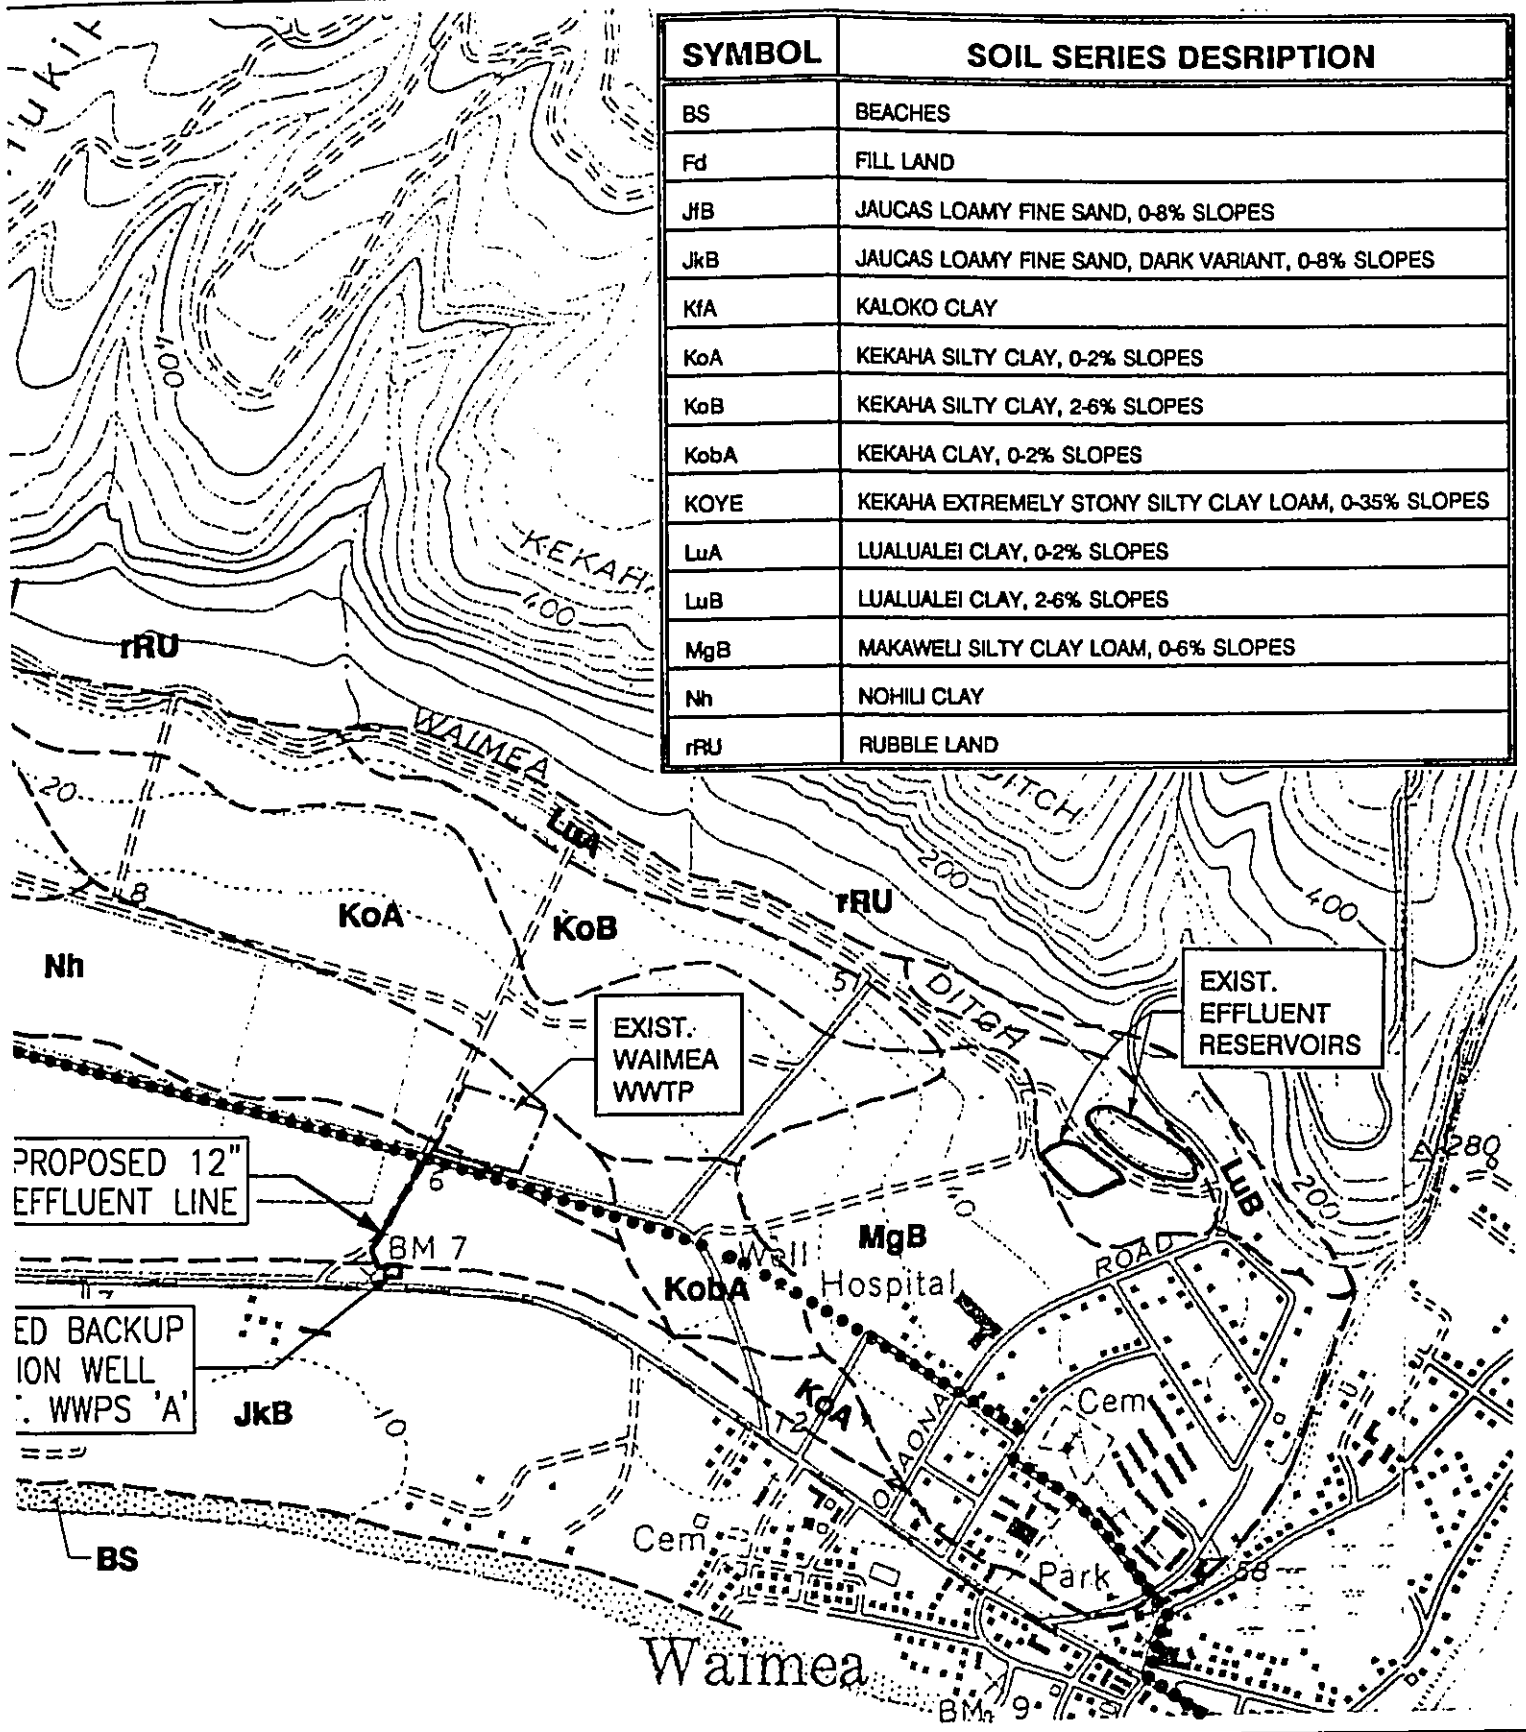 SYMBOL SOIL SERIES DESRIPTION
BS BEACHES
Fd FILL LAND
JfB JAUCAS LOAMY FINE SAND, 0-8% SLOPES
JkB JAUCAS LOAMY FINE SAND, DARK VARIANT, 0-8% SLOPES
KfA KALOKO CLAY
KoA KEKAHA SILTY CLAY, 0-2% SLOPES
KoB KEKAHA SILTY CLAY, 2-6% SLOPES
KobA KEKAHA CLAY, 0-2% SLOPES
KOYE KEKAHA EXTREMELY STONY SILTY CLAY LOAM, 0-35% SLOPES
LuA LUALUALEI CLAY, 0-2% SLOPES
LuB LUALUALEI CLAY, 2-6% SLOPES
MgB MAKAWELI SILTY CLAY LOAM, 0-6% SLOPES
Nh NOHILI CLAY
rRU RUBBLE LAND
400
KEKAHA
400
rRU
WAIMEA
DITCH
20
LuA
200
400
8
KoA
KoB
rRU
Nh
5
DITCH
EXIST.
EFFLUENT
RESERVOIRS
EXIST.
WAIMEA
WWTP
PROPOSED 12"
EFFLUENT LINE
6
280
LuB
200
40
BM 7
Well
MgB
ROAD
KobA
Hospital
7
ED BACKUP
ION WELL
. WWPS 'A'
JkB
10
KoA
12
ONAONA
Cem
Cem
BS
Park
58
Waimea
BM 9